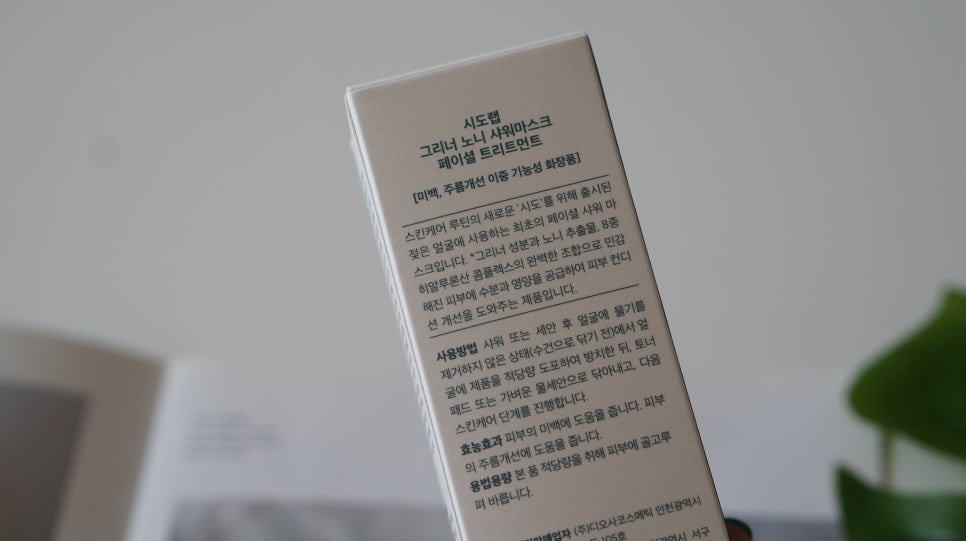 시도랩
그리너 노니 샤워마스크
페이셜 트리트먼트
[미백, 주름개선 이중 기능성 화장품]
스킨케어 루틴의 새로운 '시도'를 위해 출시된
젖은 얼굴에 사용하는 최초의 페이셜 샤워 마
스크입니다. *그리너 성분과 노니 추출물, 8중
히알루론산 콤플렉스의 완벽한 조합으로 민감
해진 피부에 수분과 영양을 공급하여 피부 컨디
션 개선을 도와주는 제품입니다.
사용방법 샤워 또는 세안 후 얼굴에 물기를
제거하지 않은 상태(수건으로 닦기 전)에서 얼
굴에 제품을 적당량 도포하여 방치한 뒤, 토너
패드 또는 가벼운 물세안으로 닦아내고, 다음
스킨케어 단계를 진행합니다.
효능효과 피부의 미백에 도움을 줍니다. 피부
의 주름개선에 도움을 줍니다.
용법용량 본 품 적당량을 취해 피부에 골고루
펴 바릅니다.
판매업자 (주)디오사코스메틱 인천광역시
105호
서구